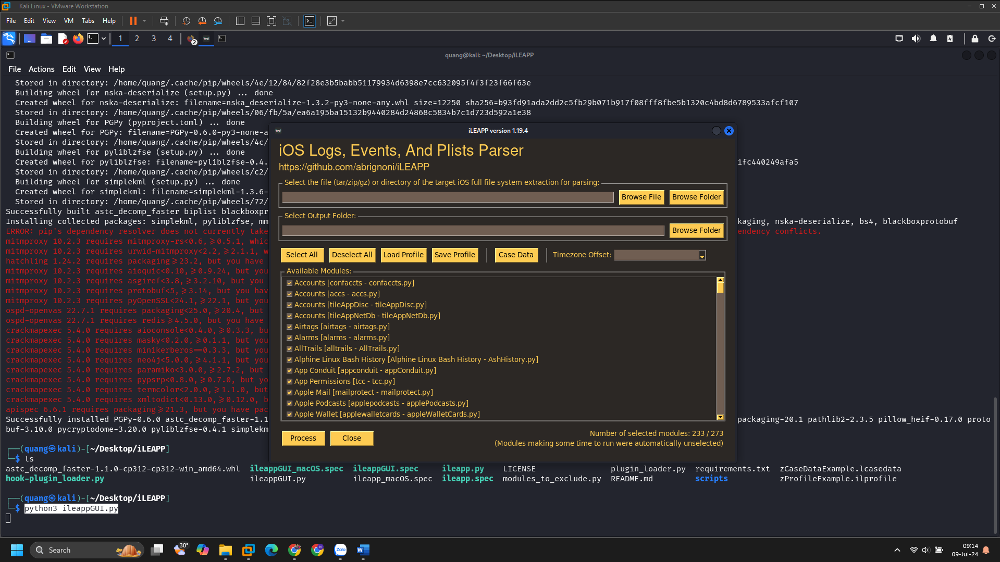 Kali Linux - VMware Workstation
File Edit View VM Tabs Help
1 2 3 4 2
quang@kali: ~/Desktop/iLEAPP
File Actions Edit View Help
Stored in directory: /home/quang/.cache/pip/wheels/4e/12/84/82f28e3b5babb51179934d6398e7cc632095f4f3f23f66f63e
Building wheel for nska-deserialize (setup.py) ... done
Created wheel for nska-deserialize: filename=nska_deserialize-1.3.2-py3-none-any.whl size=12250 sha256=b93fd91ada2dd2c5fb29b071b917f08fff8fbe5b1320c4bd8d6789533afcf107
Stored in directory: /home/quang/.cache/pip/wheels/06/fb/5a/ea6a195ba15132b9440284d24868c5834b7c1d723d592a1e38
Building wheel for PGPy (pyproject.toml) ... done
Created wheel for PGPy: filename=PGPy-0.6.0-py3-none-a
Stored in directory: /home/quang/.cache/pip/wheels/4c/
Building wheel for pyliblzfse (setup.py) ... done
Created wheel for pyliblzfse: filename=pyliblzfse-0.4. 1fc440249afa5
Stored in directory: /home/quang/.cache/pip/wheels/c2/
Building wheel for simplekml (setup.py) ... done
Created wheel for simplekml: filename=simplekml-1.3.6-
Stored in directory: /home/quang/.cache/pip/wheels/72/
Successfully built astc_decomp_faster biplist blackboxpr
Installing collected packages: simplekml, pyliblzfse, mm kaging, nska-deserialize, bs4, blackboxprotobuf
ERROR: pip's dependency resolver does not currently take ndency conflicts.
mitmproxy 10.2.3 requires mitmproxy-rs<0.6,>=0.5.1, whic
mitmproxy 10.2.3 requires urwid-mitmproxy<2.2,>=2.1.1, w
hatchling 1.24.2 requires packaging>=23.2, but you have
mitmproxy 10.2.3 requires aioquic<0.10,>=0.9.24, but you
mitmproxy 10.2.3 requires asgiref<3.8,>=3.2.10, but you
mitmproxy 10.2.3 requires protobuf<5,>=3.14, but you hav
mitmproxy 10.2.3 requires pyOpenSSL<24.1,>=22.1, but you
ospd-openvas 22.7.1 requires packaging<25.0,>=20.4, but
ospd-openvas 22.7.1 requires redis>=4.5.0, but you have
crackmapexec 5.4.0 requires aioconsole<0.4.0,>=0.3.3, bu
crackmapexec 5.4.0 requires masky<0.2.0,>=0.1.1, but you
crackmapexec 5.4.0 requires minikerberos==0.3.3, but you
crackmapexec 5.4.0 requires neo4j<5.0.0,>=4.1.1, but you
crackmapexec 5.4.0 requires paramiko<3.0.0,>=2.7.2, but
crackmapexec 5.4.0 requires pypsrp<0.8.0,>=0.7.0, but yo
crackmapexec 5.4.0 requires termcolor<2.0.0,>=1.1.0, but
crackmapexec 5.4.0 requires xmltodict<0.13.0,>=0.12.0, b
apispec 6.6.1 requires packaging>=21.3, but you have pac
Successfully installed PGPy-0.6.0 astc_decomp_faster-1.1 packaging-20.1 pathlib2-2.3.5 pillow_heif-0.17.0 proto
buf-3.10.0 pycryptodome-3.20.0 pyliblzfse-0.4.1 simplekm
(quang㉿kali)-[~/Desktop/iLEAPP]
$ ls
astc_decomp_faster-1.1.0-cp312-cp312-win_amd64.whl ileappGUI_macOS.spec ileappGUI.spec ileapp.py LICENSE plugin_loader.py requirements.txt zCaseDataExample.lcasedata
hook-plugin_loader.py ileappGUI.py ileapp_macOS.spec ileapp.spec modules_to_exclude.py README.md scripts zProfileExample.ilprofile
(quang㉿kali)-[~/Desktop/iLEAPP]
$ python3 ileappGUI.py
iLEAPP version 1.19.4
iOS Logs, Events, And Plists Parser
https://github.com/abrignoni/iLEAPP
Select the file (tar/zip/gz) or directory of the target iOS full file system extraction for parsing:
Browse File Browse Folder
Select Output Folder:
Browse Folder
Select All Deselect All Load Profile Save Profile Case Data Timezone Offset:
Available Modules:
Accounts [confaccts - confaccts.py]
Accounts [accs - accs.py]
Accounts [tileAppDisc - tileAppDisc.py]
Accounts [tileAppNetDb - tileAppNetDb.py]
Airtags [airtags - airtags.py]
Alarms [alarms - alarms.py]
AllTrails [alltrails - AllTrails.py]
Alphine Linux Bash History [Alphine Linux Bash History - AshHistory.py]
App Conduit [appconduit - appConduit.py]
App Permissions [tcc - tcc.py]
Apple Mail [mailprotect - mailprotect.py]
Apple Podcasts [applepodcasts - applePodcasts.py]
Apple Wallet [applewalletcards - appleWalletCards.py]
Process Close
Number of selected modules: 233 / 273
(Modules making some time to run were automatically unselected)
Search
30°
Zalo
09:14
09-Jul-24